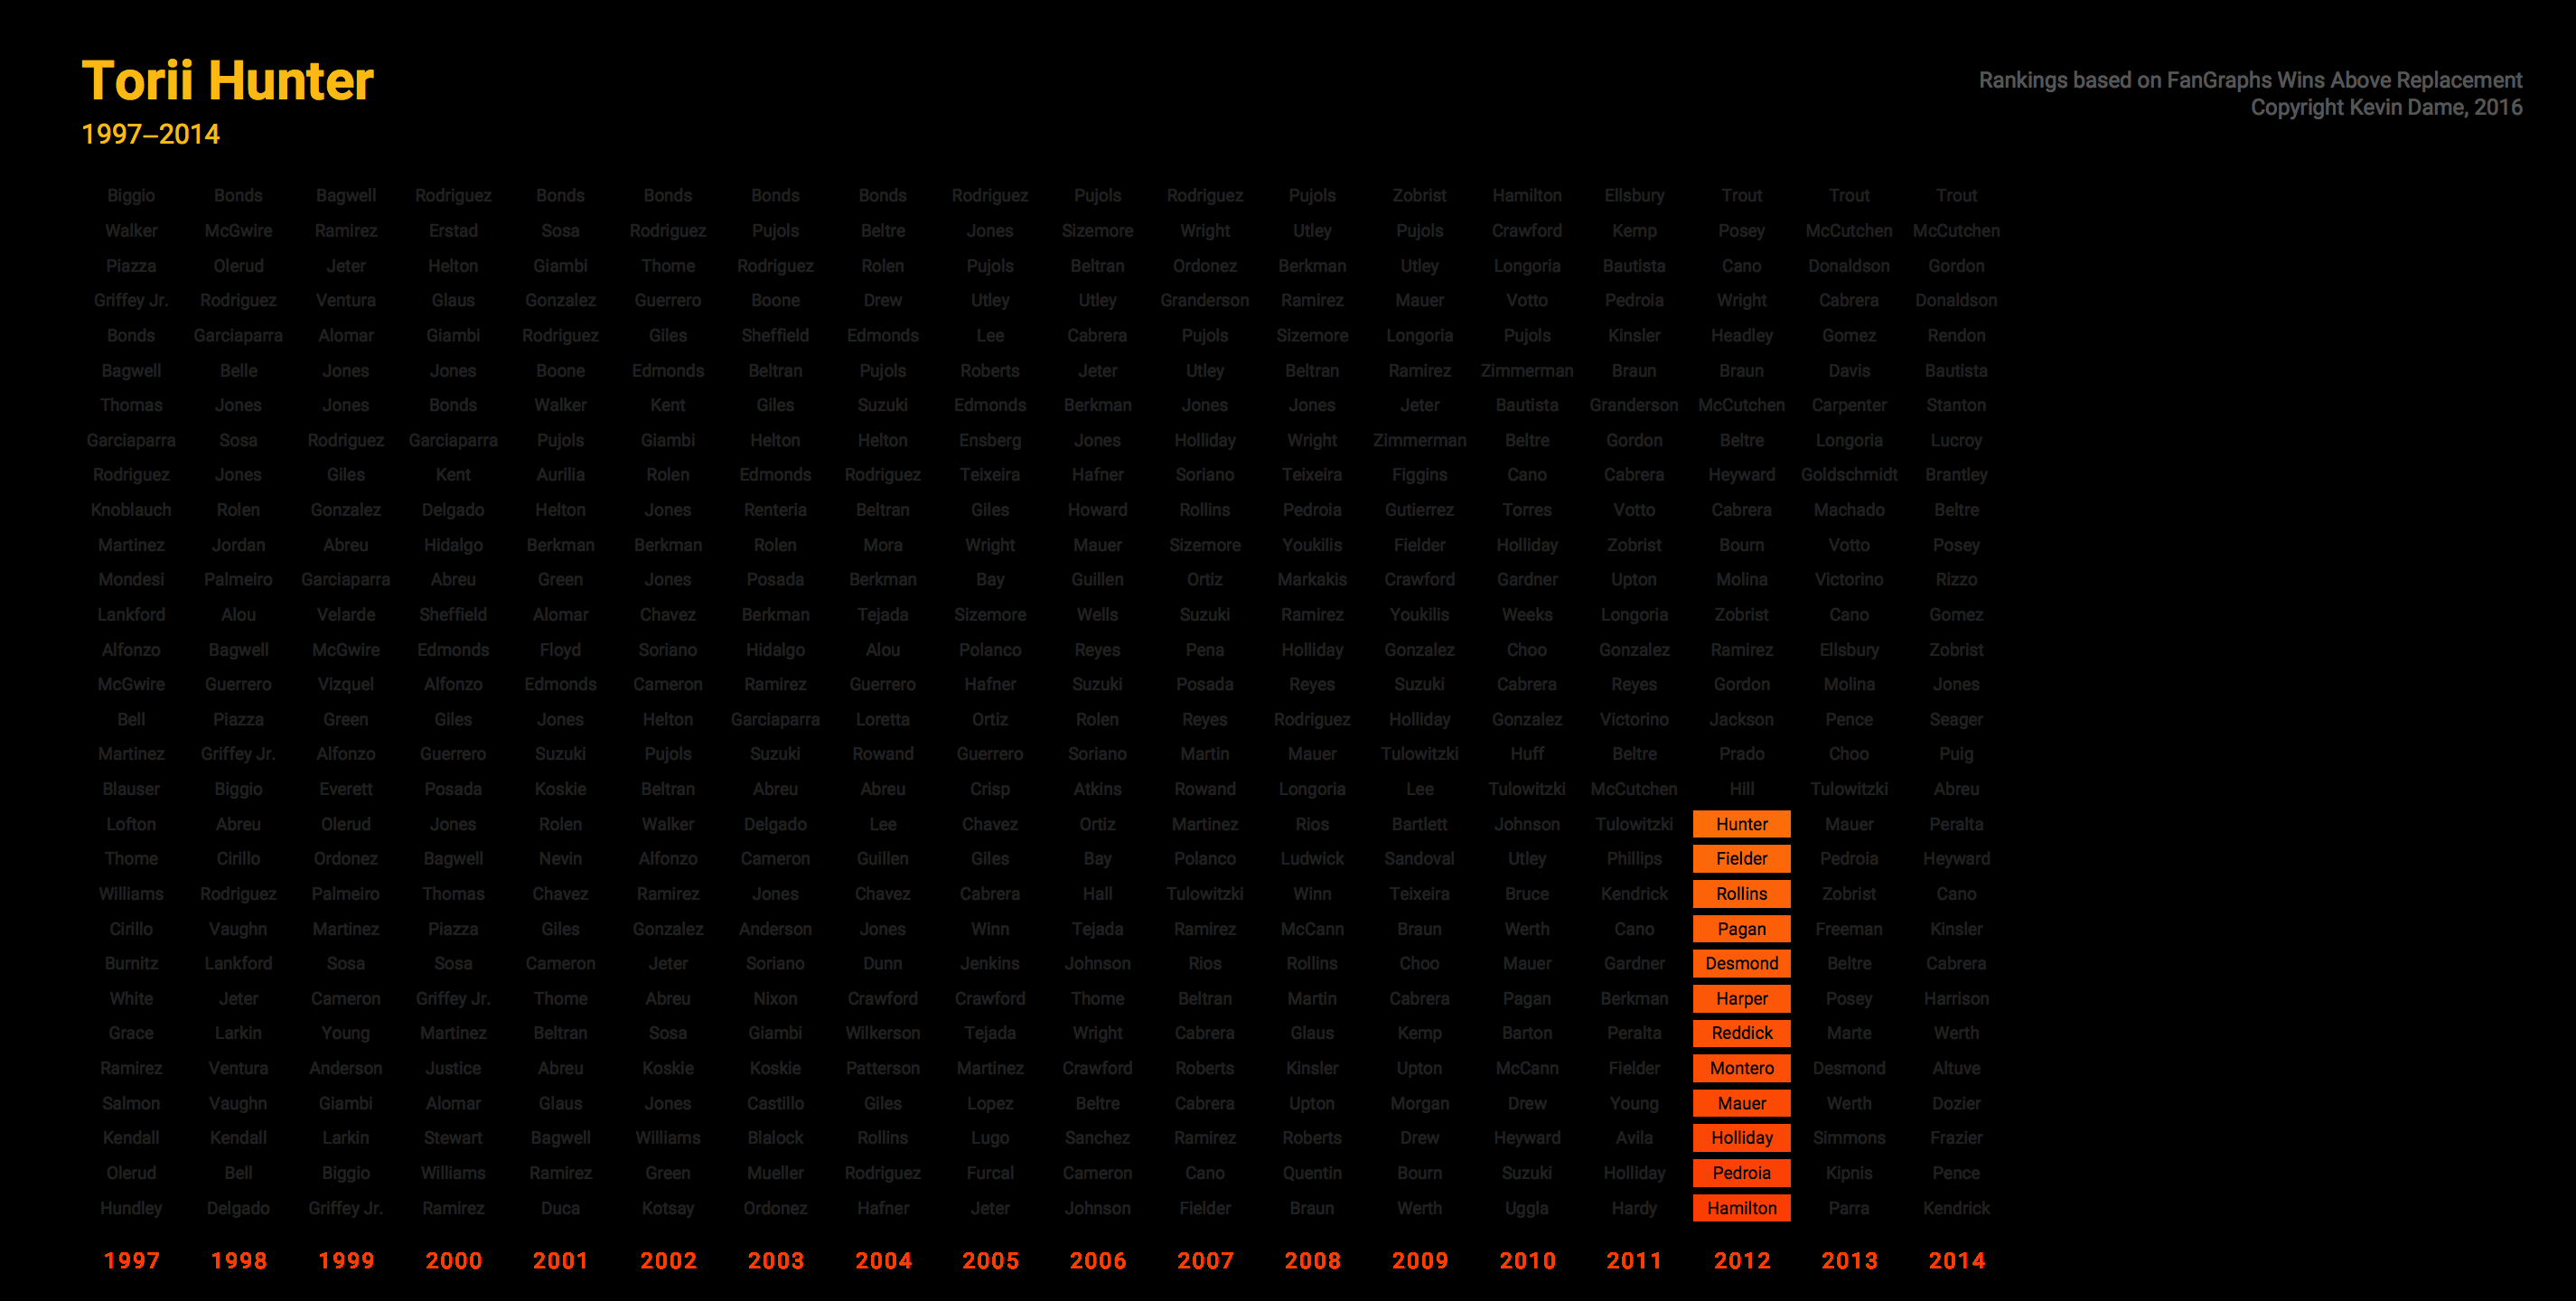 Torii Hunter
1997–2014
Rankings based on FanGraphs Wins Above Replacement
Copyright Kevin Dame, 2016
Biggio Bonds Bagwell Rodriguez Bonds Bonds Bonds Bonds Rodriguez Pujols Rodriguez Pujols Zobrist Hamilton Ellsbury Trout Trout Trout
Walker McGwire Ramirez Erstad Sosa Rodriguez Pujols Beltre Jones Sizemore Wright Utley Pujols Crawford Kemp Posey McCutchen McCutchen
Piazza Olerud Jeter Helton Giambi Thome Rodriguez Rolen Pujols Beltran Ordonez Berkman Utley Longoria Bautista Cano Donaldson Gordon
Griffey Jr. Rodriguez Ventura Glaus Gonzalez Guerrero Boone Drew Utley Utley Granderson Ramirez Mauer Votto Pedroia Wright Cabrera Donaldson
Bonds Garciaparra Alomar Giambi Rodriguez Giles Sheffield Edmonds Lee Cabrera Pujols Sizemore Longoria Pujols Kinsler Headley Gomez Rendon
Bagwell Belle Jones Jones Boone Edmonds Beltran Pujols Roberts Jeter Utley Beltran Ramirez Zimmerman Braun Braun Davis Bautista
Thomas Jones Jones Bonds Walker Kent Giles Suzuki Edmonds Berkman Jones Jones Jeter Bautista Granderson McCutchen Carpenter Stanton
Garciaparra Sosa Rodriguez Garciaparra Pujols Giambi Helton Helton Ensberg Jones Holliday Wright Zimmerman Beltre Gordon Beltre Longoria Lucroy
Rodriguez Jones Giles Kent Aurilia Rolen Edmonds Rodriguez Teixeira Hafner Soriano Teixeira Figgins Cano Cabrera Heyward Goldschmidt Brantley
Knoblauch Rolen Gonzalez Delgado Helton Jones Renteria Beltran Giles Howard Rollins Pedroia Gutierrez Torres Votto Cabrera Machado Beltre
Martinez Jordan Abreu Hidalgo Berkman Berkman Rolen Mora Wright Mauer Sizemore Youkilis Fielder Holliday Zobrist Bourn Votto Posey
Mondesi Palmeiro Garciaparra Abreu Green Jones Posada Berkman Bay Guillen Ortiz Markakis Crawford Gardner Upton Molina Victorino Rizzo
Lankford Alou Velarde Sheffield Alomar Chavez Berkman Tejada Sizemore Wells Suzuki Ramirez Youkilis Weeks Longoria Zobrist Cano Gomez
Alfonzo Bagwell McGwire Edmonds Floyd Soriano Hidalgo Alou Polanco Reyes Pena Holliday Gonzalez Choo Gonzalez Ramirez Ellsbury Zobrist
McGwire Guerrero Vizquel Alfonzo Edmonds Cameron Ramirez Guerrero Hafner Suzuki Posada Reyes Suzuki Cabrera Reyes Gordon Molina Jones
Bell Piazza Green Giles Jones Helton Garciaparra Loretta Ortiz Rolen Reyes Rodriguez Holliday Gonzalez Victorino Jackson Pence Seager
Martinez Griffey Jr. Alfonzo Guerrero Suzuki Pujols Suzuki Rowand Guerrero Soriano Martin Mauer Tulowitzki Huff Beltre Prado Choo Puig
Blauser Biggio Everett Posada Koskie Beltran Abreu Abreu Crisp Atkins Rowand Longoria Lee Tulowitzki McCutchen Hill Tulowitzki Abreu
Lofton Abreu Olerud Jones Rolen Walker Delgado Lee Chavez Ortiz Martinez Rios Bartlett Johnson Tulowitzki Hunter Mauer Peralta
Thome Cirillo Ordonez Bagwell Nevin Alfonzo Cameron Guillen Giles Bay Polanco Ludwick Sandoval Utley Phillips Fielder Pedroia Heyward
Williams Rodriguez Palmeiro Thomas Chavez Ramirez Jones Chavez Cabrera Hall Tulowitzki Winn Teixeira Bruce Kendrick Rollins Zobrist Cano
Cirillo Vaughn Martinez Piazza Giles Gonzalez Anderson Jones Winn Tejada Ramirez McCann Braun Werth Cano Pagan Freeman Kinsler
Burnitz Lankford Sosa Sosa Cameron Jeter Soriano Dunn Jenkins Johnson Rios Rollins Choo Mauer Gardner Desmond Beltre Cabrera
White Jeter Cameron Griffey Jr. Thome Abreu Nixon Crawford Crawford Thome Beltran Martin Cabrera Pagan Berkman Harper Posey Harrison
Grace Larkin Young Martinez Beltran Sosa Giambi Wilkerson Tejada Wright Cabrera Glaus Kemp Barton Peralta Reddick Marte Werth
Ramirez Ventura Anderson Justice Abreu Koskie Koskie Patterson Martinez Crawford Roberts Kinsler Upton McCann Fielder Montero Desmond Altuve
Salmon Vaughn Giambi Alomar Glaus Jones Castillo Giles Lopez Beltre Cabrera Upton Morgan Drew Young Mauer Werth Dozier
Kendall Kendall Larkin Stewart Bagwell Williams Blalock Rollins Lugo Sanchez Ramirez Roberts Drew Heyward Avila Holliday Simmons Frazier
Olerud Bell Biggio Williams Ramirez Green Mueller Rodriguez Furcal Cameron Cano Quentin Bourn Suzuki Holliday Pedroia Kipnis Pence
Hundley Delgado Griffey Jr. Ramirez Duca Kotsay Ordonez Hafner Jeter Johnson Fielder Braun Werth Uggla Hardy Hamilton Parra Kendrick
1997 1998 1999 2000 2001 2002 2003 2004 2005 2006 2007 2008 2009 2010 2011 2012 2013 2014